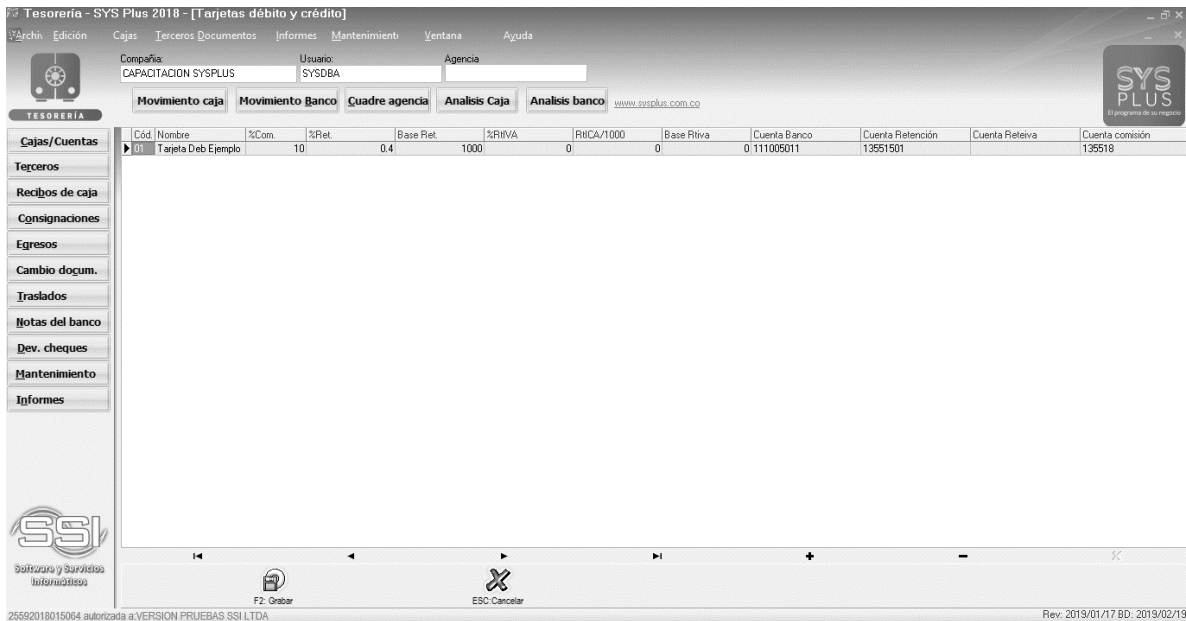 Tesorería - SYS Plus 2018 - [Tarjetas débito y crédito]
Archiv Edición Cajas Terceros Documentos Informes Mantenimiento Ventana Ayuda
Compañia: Usuario: Agencia
CAPACITACION SYSPLUS SYSDBA
Movimiento caja Movimiento Banco Cuadre agencia Analisis Caja Analisis banco www.sysplus.com.co
SYS
PLUS
El programa de su negocio
TESORERÍA
Cód. Nombre %Com. %Ret. Base Ret. %RtIVA RtICA/1000 Base Rtiva Cuenta Banco Cuenta Retención Cuenta Reteiva Cuenta comisión
01 Tarjeta Deb Ejemplo 10 0.4 1000 0 0 0 111005011 13551501 135518
Cajas/Cuentas
Terceros
Recibos de caja
Consignaciones
Egresos
Cambio docum.
Traslados
Notas del banco
Dev. cheques
Mantenimiento
Informes
SSI
Software y Servicios
Informáticos
F2: Grabar ESC:Cancelar
25592018015064 autorizada a:VERSION PRUEBAS SSI LTDA Rev: 2019/01/17 BD: 2019/02/19